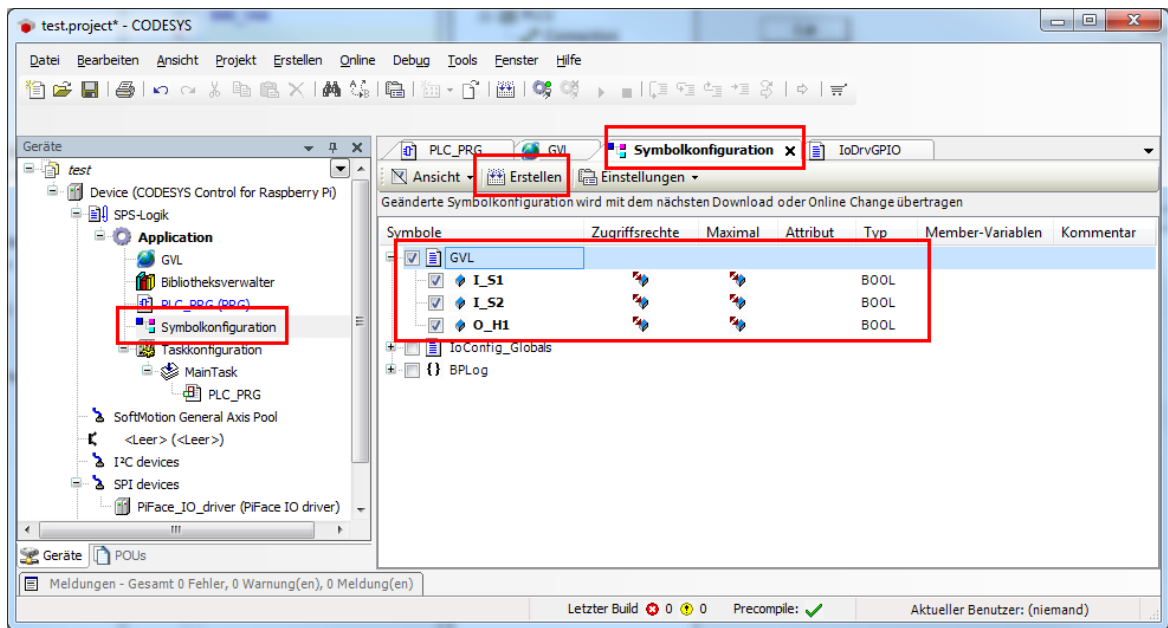 test.project* - CODESYS
Datei Bearbeiten Ansicht Projekt Erstellen Online Debug Tools Fenster Hilfe
Geräte
PLC_PRG GVL Symbolkonfiguration IoDrvGPIO
test
Ansicht Erstellen Einstellungen
Device (CODESYS Control for Raspberry Pi)
Geänderte Symbolkonfiguration wird mit dem nächsten Download oder Online Change übertragen
SPS-Logik
Symbole Zugriffsrechte Maximal Attribut Typ Member-Variablen Kommentar
Application
GVL
GVL
I_S1 BOOL
Bibliotheksverwalter
I_S2 BOOL
PLC_PRG (PRG)
O_H1 BOOL
Symbolkonfiguration
IoConfig_Globals
Taskkonfiguration
{} BPLog
MainTask
PLC_PRG
SoftMotion General Axis Pool
<Leer> (<Leer>)
I²C devices
SPI devices
PiFace_IO_driver (PiFace IO driver)
Geräte POUs
Meldungen - Gesamt 0 Fehler, 0 Warnung(en), 0 Meldung(en)
Letzter Build 0 0 Precompile: Aktueller Benutzer: (niemand)